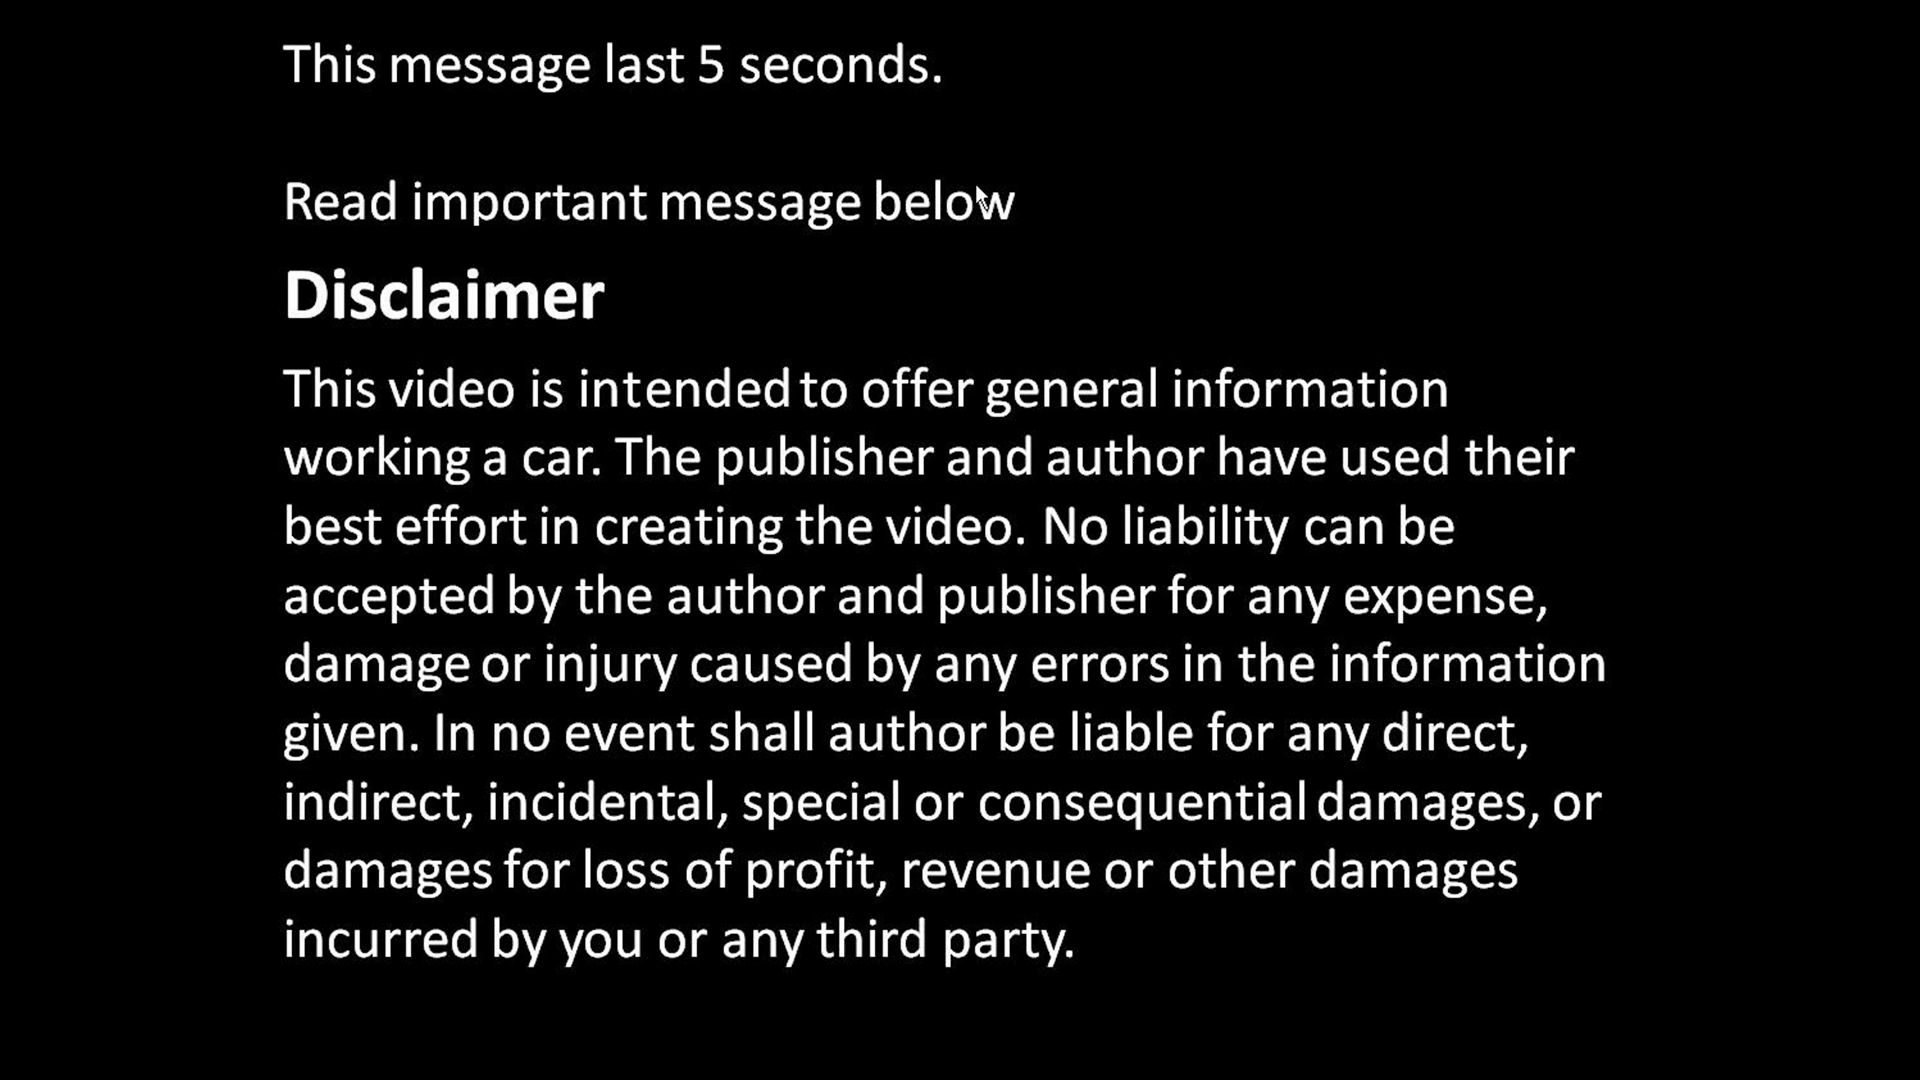 This message last 5 seconds.
Read important message below
Disclaimer
This video is intended to offer general information
working a car. The publisher and author have used their
best effort in creating the video. No liability can be
accepted by the author and publisher for any expense,
damage or injury caused by any errors in the information
given. In no event shall author be liable for any direct,
indirect, incidental, special or consequential damages, or
damages for loss of profit, revenue or other damages
incurred by you or any third party.